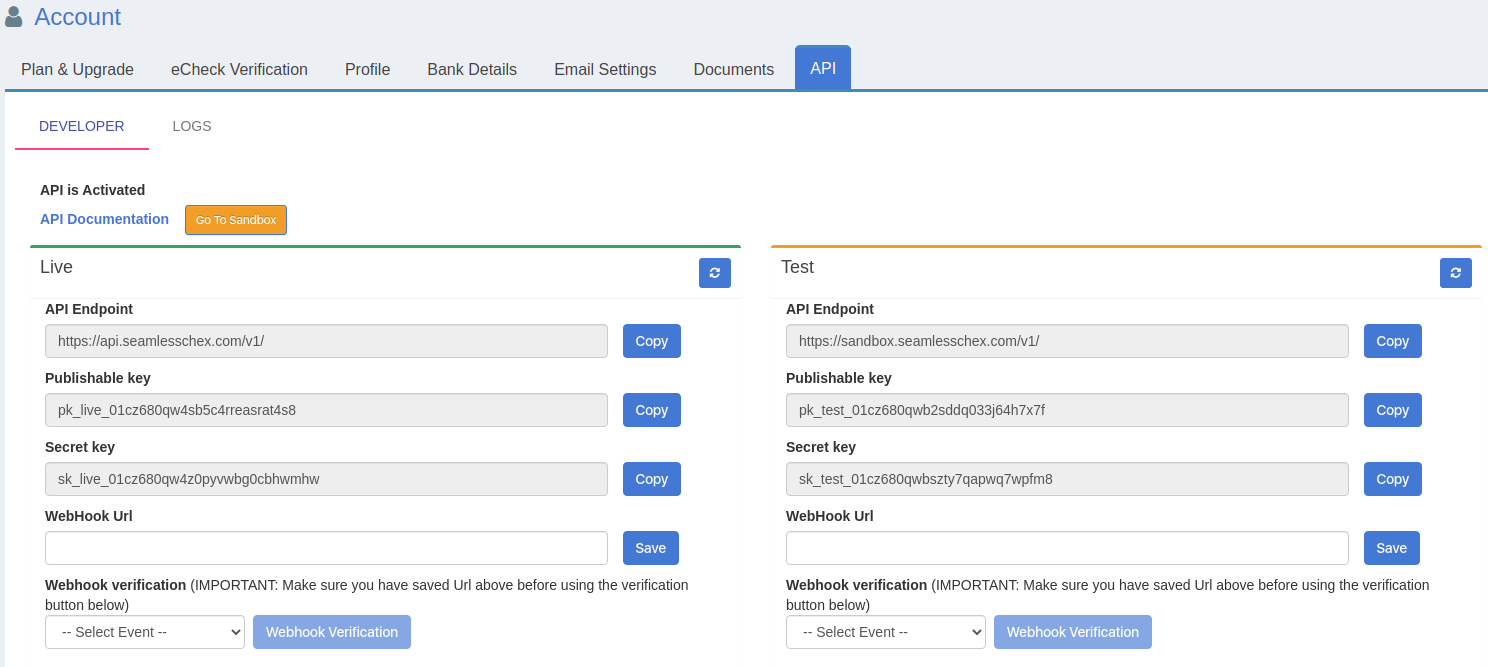 Account
Plan & Upgrade eCheck Verification Profile Bank Details Email Settings Documents API
DEVELOPER LOGS
API is Activated
API Documentation Go To Sandbox
Live
API Endpoint
https://api.seamlesschex.com/v1/ Copy
Publishable key
pk_live_01cz680qw4sb5c4rreasrat4s8 Copy
Secret key
sk_live_01cz680qw4z0pyvwbg0cbhwmhw Copy
WebHook Url
Save
Webhook verification (IMPORTANT: Make sure you have saved Url above before using the verification
button below)
-- Select Event -- Webhook Verification
Test
API Endpoint
https://sandbox.seamlesschex.com/v1/ Copy
Publishable key
pk_test_01cz680qwb2sddq033j64h7x7f Copy
Secret key
sk_test_01cz680qwbszty7qapwq7wpfm8 Copy
WebHook Url
Save
Webhook verification (IMPORTANT: Make sure you have saved Url above before using the verification
button below)
-- Select Event -- Webhook Verification